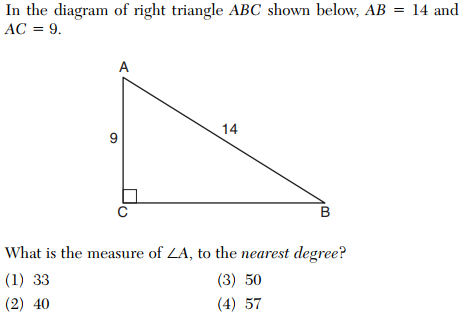 In the diagram of right triangle ABC shown below, AB = 14 and
AC = 9.
A
14
9
C
B
What is the measure of ∠A, to the nearest degree?
(1) 33 (3) 50
(2) 40 (4) 57